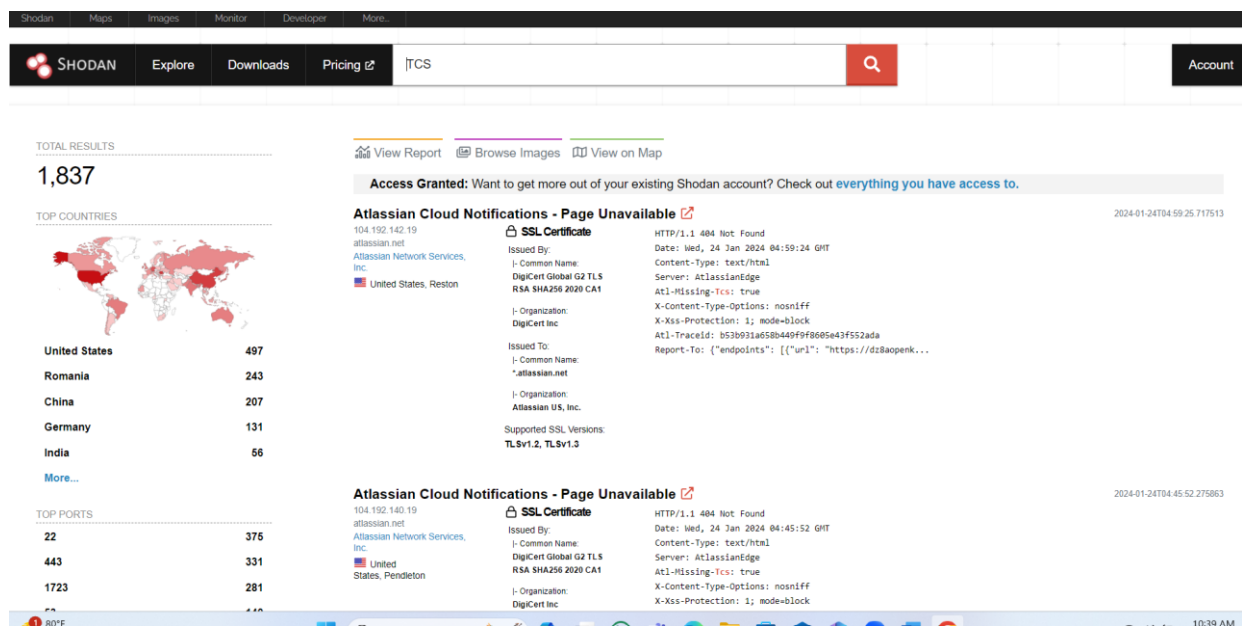 Shodan Maps Images Monitor Developer More...
SHODAN Explore Downloads Pricing TCS Account
TOTAL RESULTS
1,837
TOP COUNTRIES
United States 497
Romania 243
China 207
Germany 131
India 56
More...
TOP PORTS
22 375
443 331
1723 281
View Report Browse Images View on Map
Access Granted: Want to get more out of your existing Shodan account? Check out everything you have access to.
Atlassian Cloud Notifications - Page Unavailable
2024-01-24T04:59:25.717513
104.192.142.19
atlassian.net
Atlassian Network Services,
Inc.
United States, Reston
SSL Certificate
Issued By:
|- Common Name:
DigiCert Global G2 TLS
RSA SHA256 2020 CA1
|- Organization:
DigiCert Inc
Issued To:
|- Common Name:
*.atlassian.net
|- Organization:
Atlassian US, Inc.
Supported SSL Versions:
TLSv1.2, TLSv1.3
HTTP/1.1 404 Not Found
Date: Wed, 24 Jan 2024 04:59:24 GMT
Content-Type: text/html
Server: AtlassianEdge
Atl-Missing-Tcs: true
X-Content-Type-Options: nosniff
X-Xss-Protection: 1; mode=block
Atl-Traceid: b53b931a658b449f9f8605e43f552ada
Report-To: {"endpoints": [{"url": "https://dz8aopenk...
Atlassian Cloud Notifications - Page Unavailable
2024-01-24T04:45:52.275863
104.192.140.19
atlassian.net
Atlassian Network Services,
Inc.
United
States, Pendleton
SSL Certificate
Issued By:
|- Common Name:
DigiCert Global G2 TLS
RSA SHA256 2020 CA1
|- Organization:
DigiCert Inc
HTTP/1.1 404 Not Found
Date: Wed, 24 Jan 2024 04:45:52 GMT
Content-Type: text/html
Server: AtlassianEdge
Atl-Missing-Tcs: true
X-Content-Type-Options: nosniff
X-Xss-Protection: 1; mode=block
1 80°F
10:39 AM